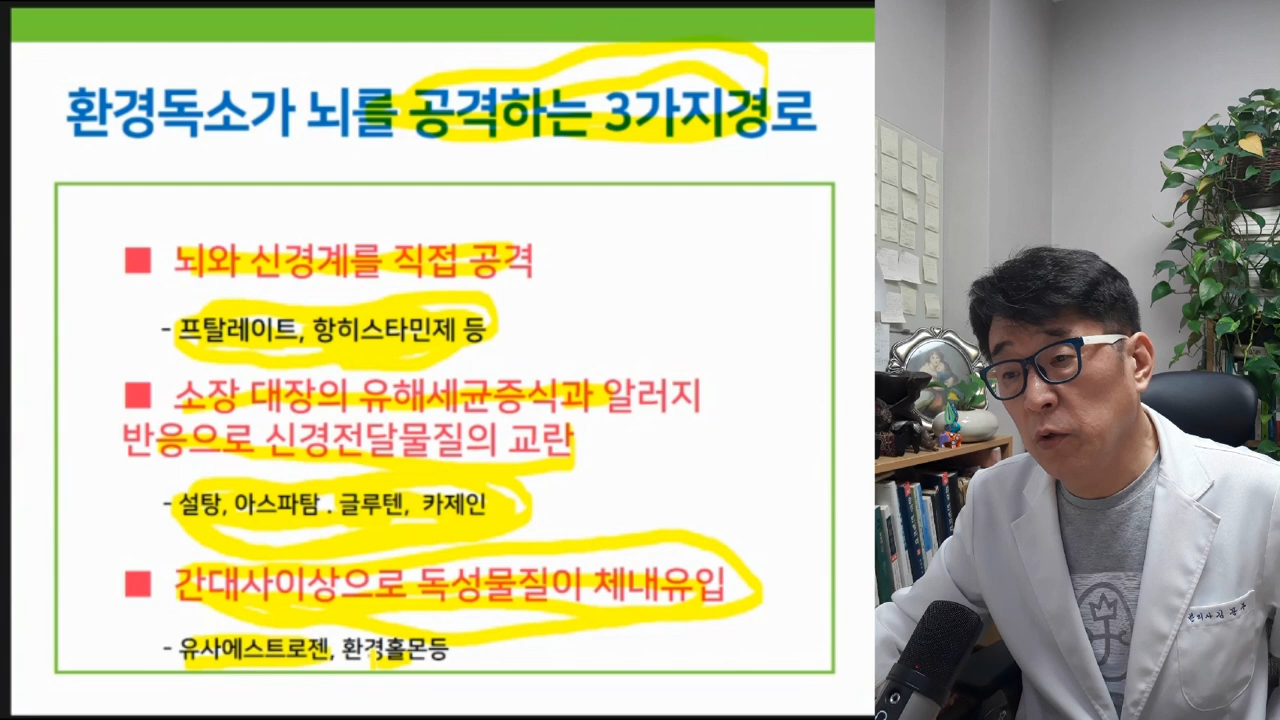 환경독소가 뇌를 공격하는 3가지경로
■ 뇌와 신경계를 직접 공격
- 프탈레이트, 항히스타민제 등
■ 소장 대장의 유해세균증식과 알러지
반응으로 신경전달물질의 교란
- 설탕, 아스파탐 . 글루텐, 카제인
■ 간대사이상으로 독성물질이 체내유입
- 유사에스트로젠, 환경홀몬등